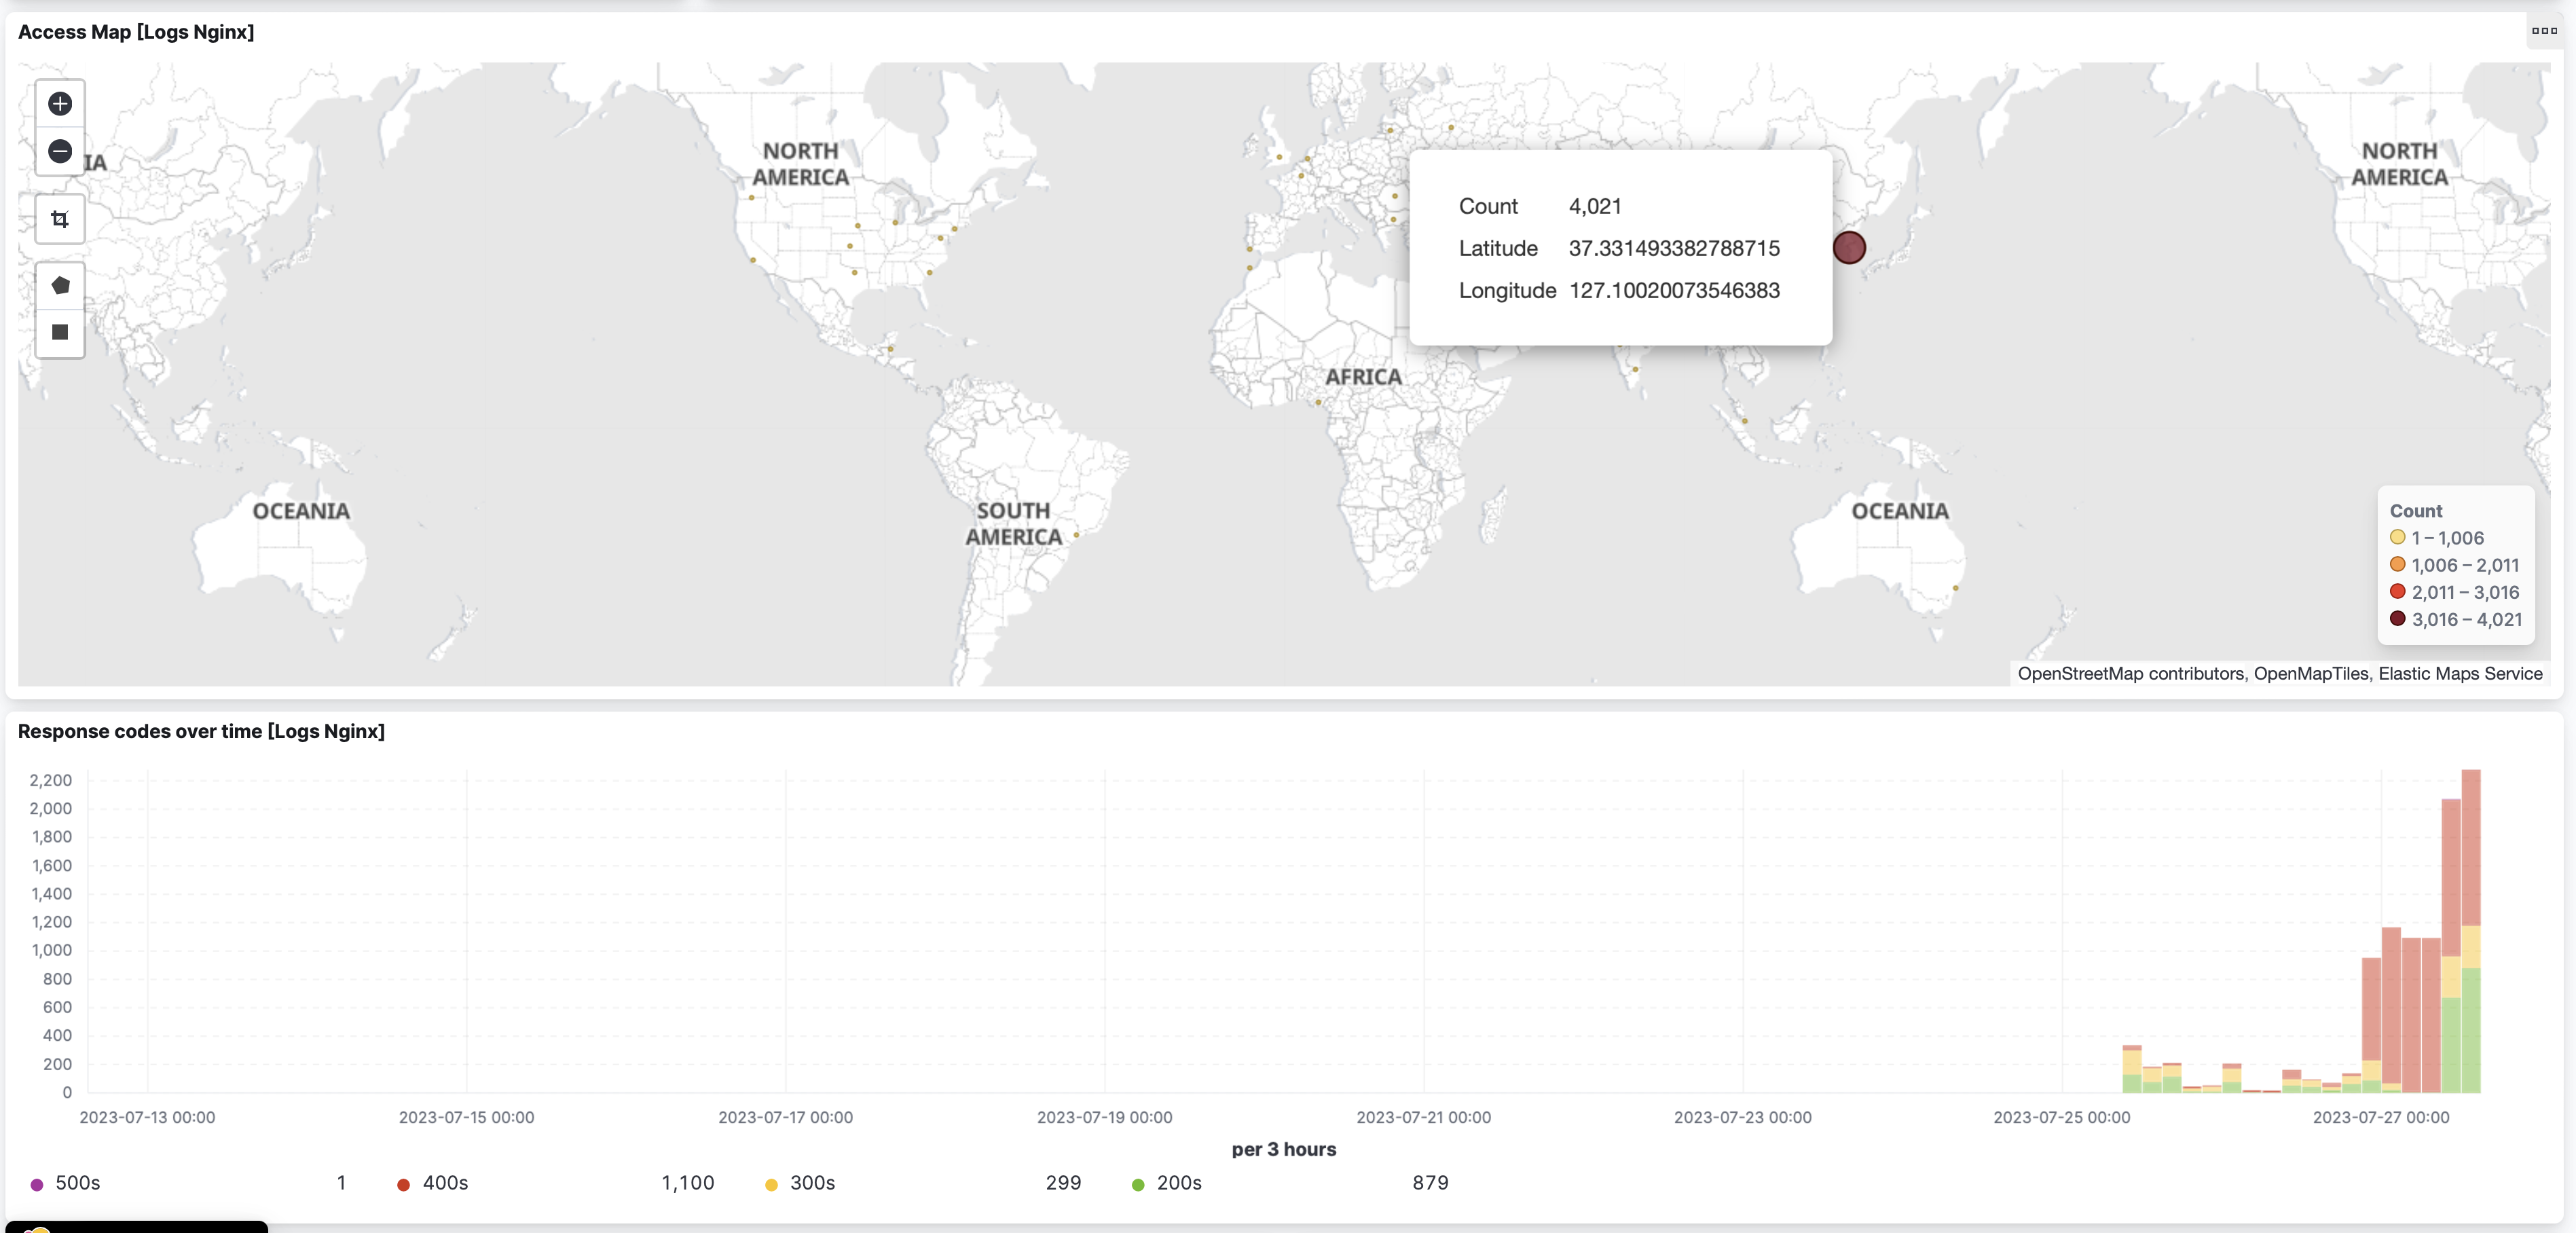 Access Map [Logs Nginx]
NORTH
AMERICA
NORTH
AMERICA
IA
Count 4,021
Latitude 37.331493382788715
Longitude 127.10020073546383
AFRICA
OCEANIA
SOUTH
AMERICA
OCEANIA
Count
1 – 1,006
1,006 – 2,011
2,011 – 3,016
3,016 – 4,021
OpenStreetMap contributors, OpenMapTiles, Elastic Maps Service
Response codes over time [Logs Nginx]
2,200
2,000
1,800
1,600
1,400
1,200
1,000
800
600
400
200
0
2023-07-13 00:00 2023-07-15 00:00 2023-07-17 00:00 2023-07-19 00:00 2023-07-21 00:00 2023-07-23 00:00 2023-07-25 00:00 2023-07-27 00:00
per 3 hours
500s 1 400s 1,100 300s 299 200s 879